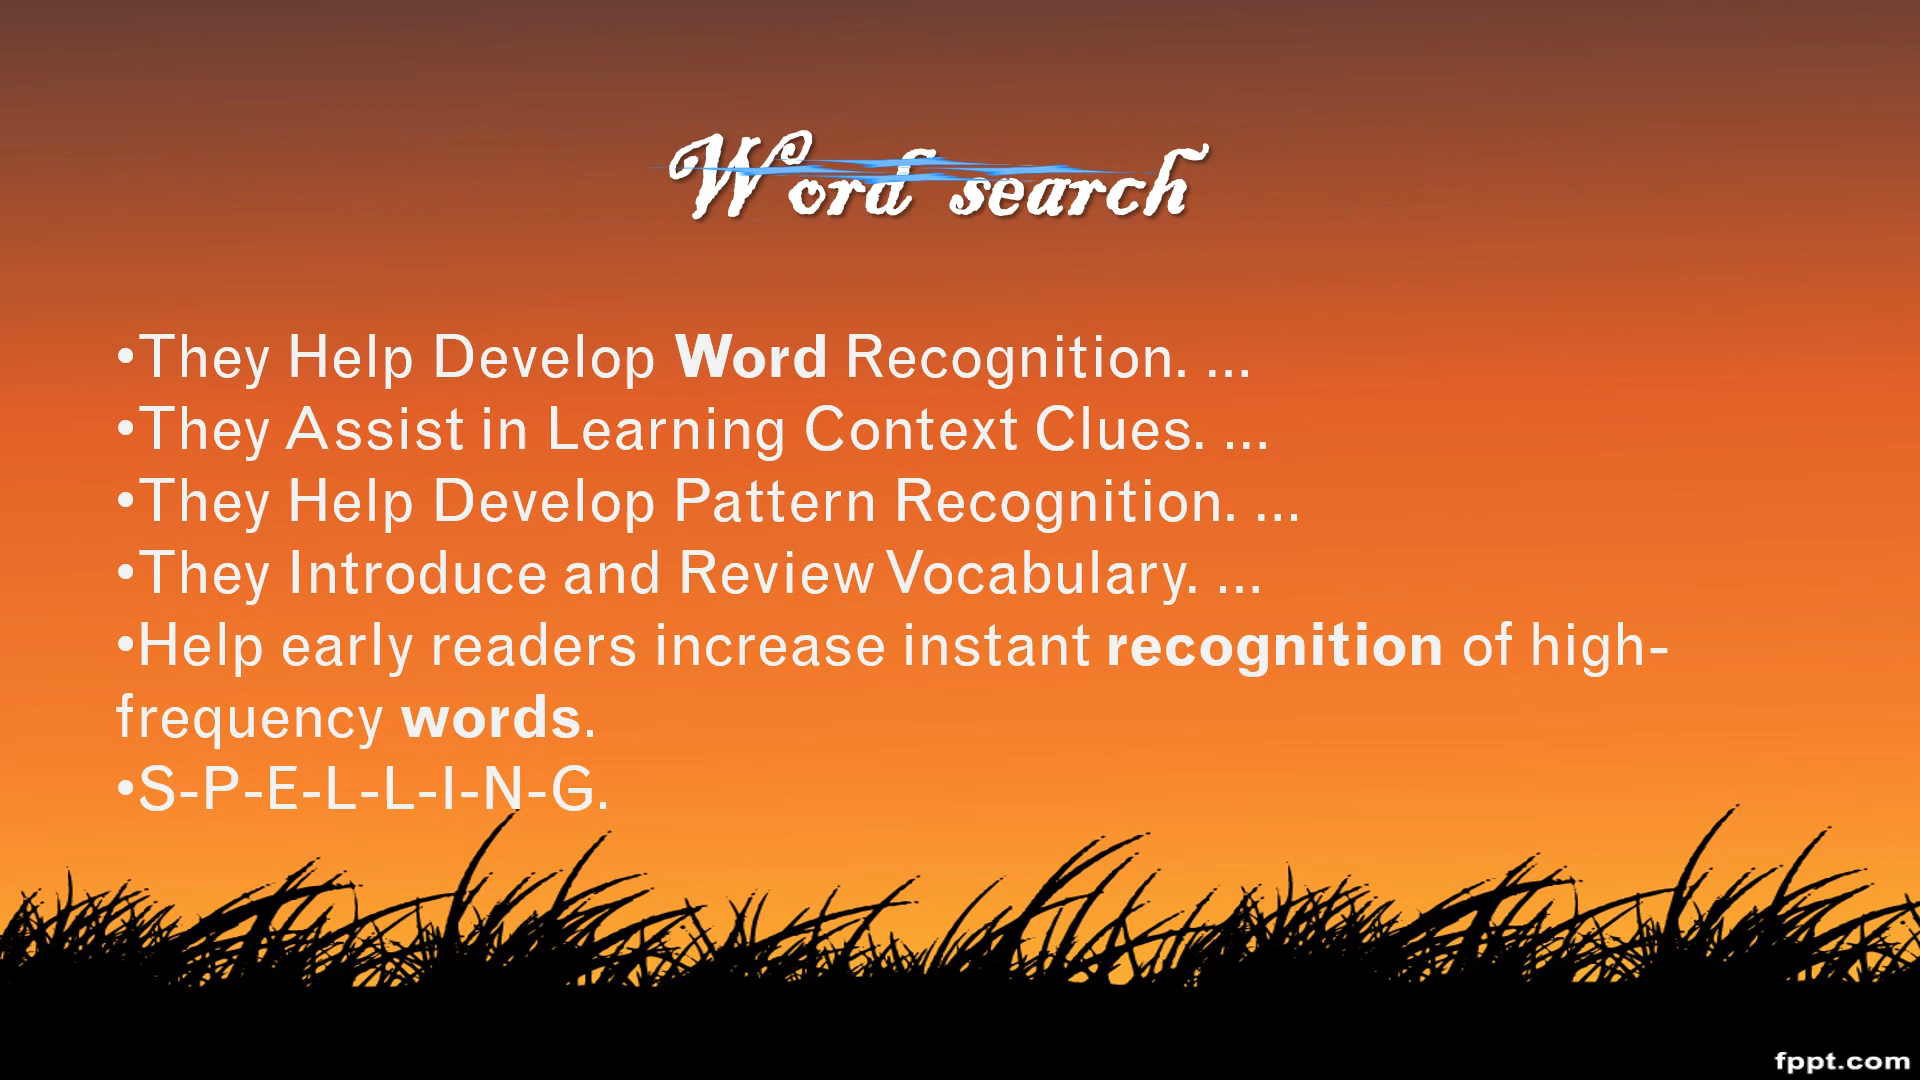 Word search
•They Help Develop Word Recognition. ...
•They Assist in Learning Context Clues. ...
•They Help Develop Pattern Recognition. ...
•They Introduce and Review Vocabulary. ...
•Help early readers increase instant recognition of high-
frequency words.
•S-P-E-L-L-I-N-G.
fppt.com